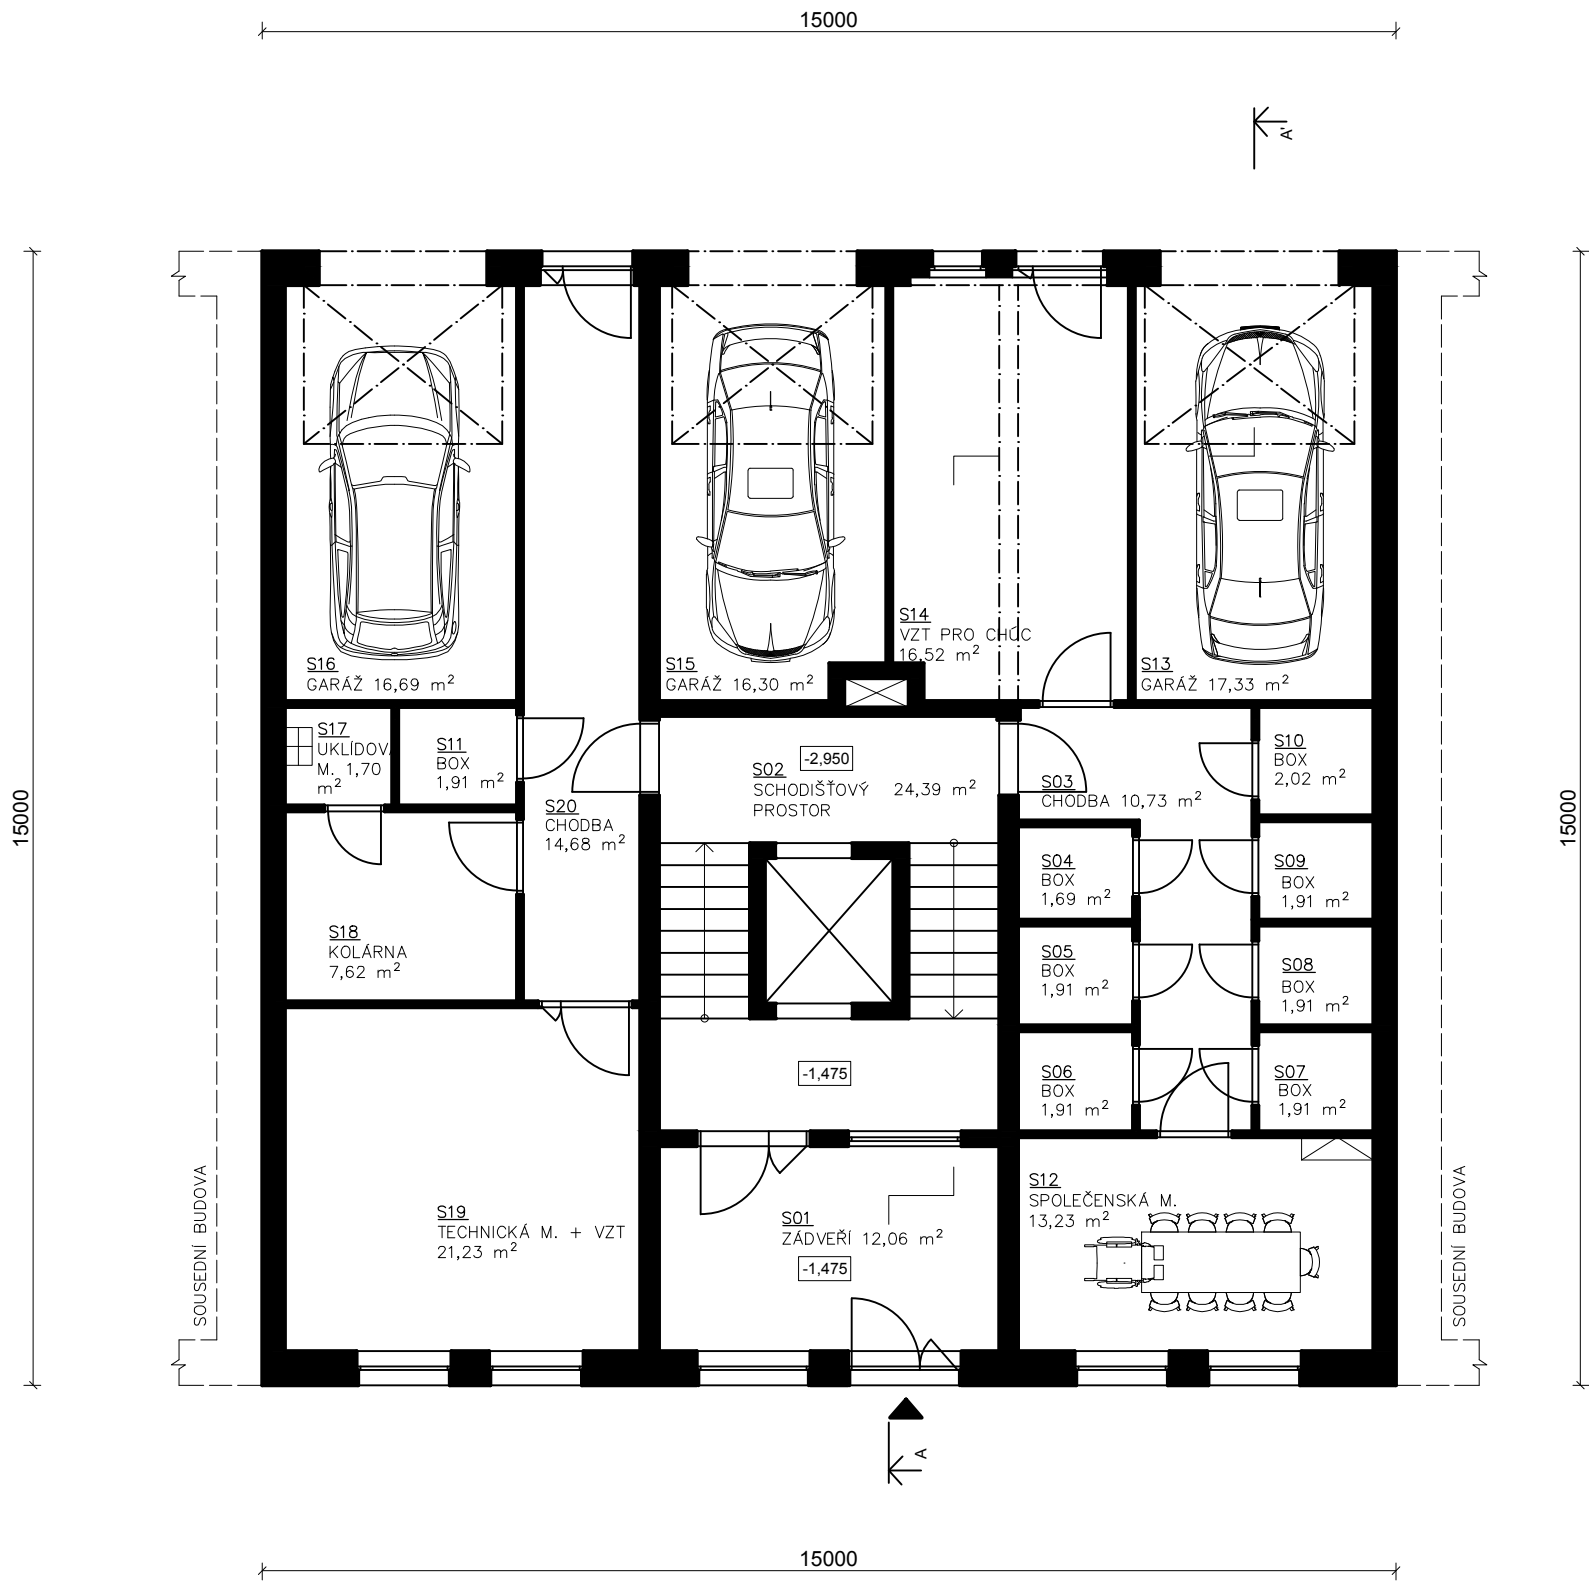 15000
A'
15000
15000
S16
GARÁŽ 16,69 m²
S15
GARÁŽ 16,30 m²
S14
VZT PRO CHÚC
16,52 m²
S13
GARÁŽ 17,33 m²
S17
UKLÍDOV.
M. 1,70
m²
S11
BOX
1,91 m²
S20
CHODBA
14,68 m²
S18
KOLÁRNA
7,62 m²
-2,950
S02
SCHODIŠŤOVÝ 24,39 m²
PROSTOR
S03
CHODBA 10,73 m²
S10
BOX
2,02 m²
S04
BOX
1,69 m²
S09
BOX
1,91 m²
S05
BOX
1,91 m²
S08
BOX
1,91 m²
S06
BOX
1,91 m²
S07
BOX
1,91 m²
-1,475
S19
TECHNICKÁ M. + VZT
21,23 m²
S01
ZÁDVEŘÍ 12,06 m²
-1,475
S12
SPOLEČENSKÁ M.
13,23 m²
SOUSEDNÍ BUDOVA
SOUSEDNÍ BUDOVA
A
15000